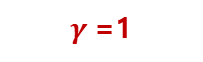 γ = 1